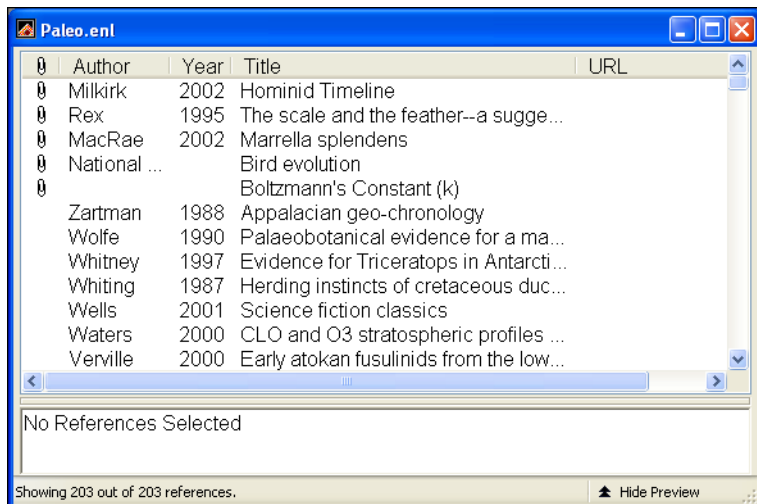 Paleo.enl
Author Year Title URL
Milkirk 2002 Hominid Timeline
Rex 1995 The scale and the feather--a sugge...
MacRae 2002 Marrella splendens
National ... Bird evolution
Boltzmann's Constant (k)
Zartman 1988 Appalacian geo-chronology
Wolfe 1990 Palaeobotanical evidence for a ma...
Whitney 1997 Evidence for Triceratops in Antarcti...
Whiting 1987 Herding instincts of cretaceous duc...
Wells 2001 Science fiction classics
Waters 2000 CLO and O3 stratospheric profiles ...
Verville 2000 Early atokan fusulinids from the low...
No References Selected
Showing 203 out of 203 references. Hide Preview